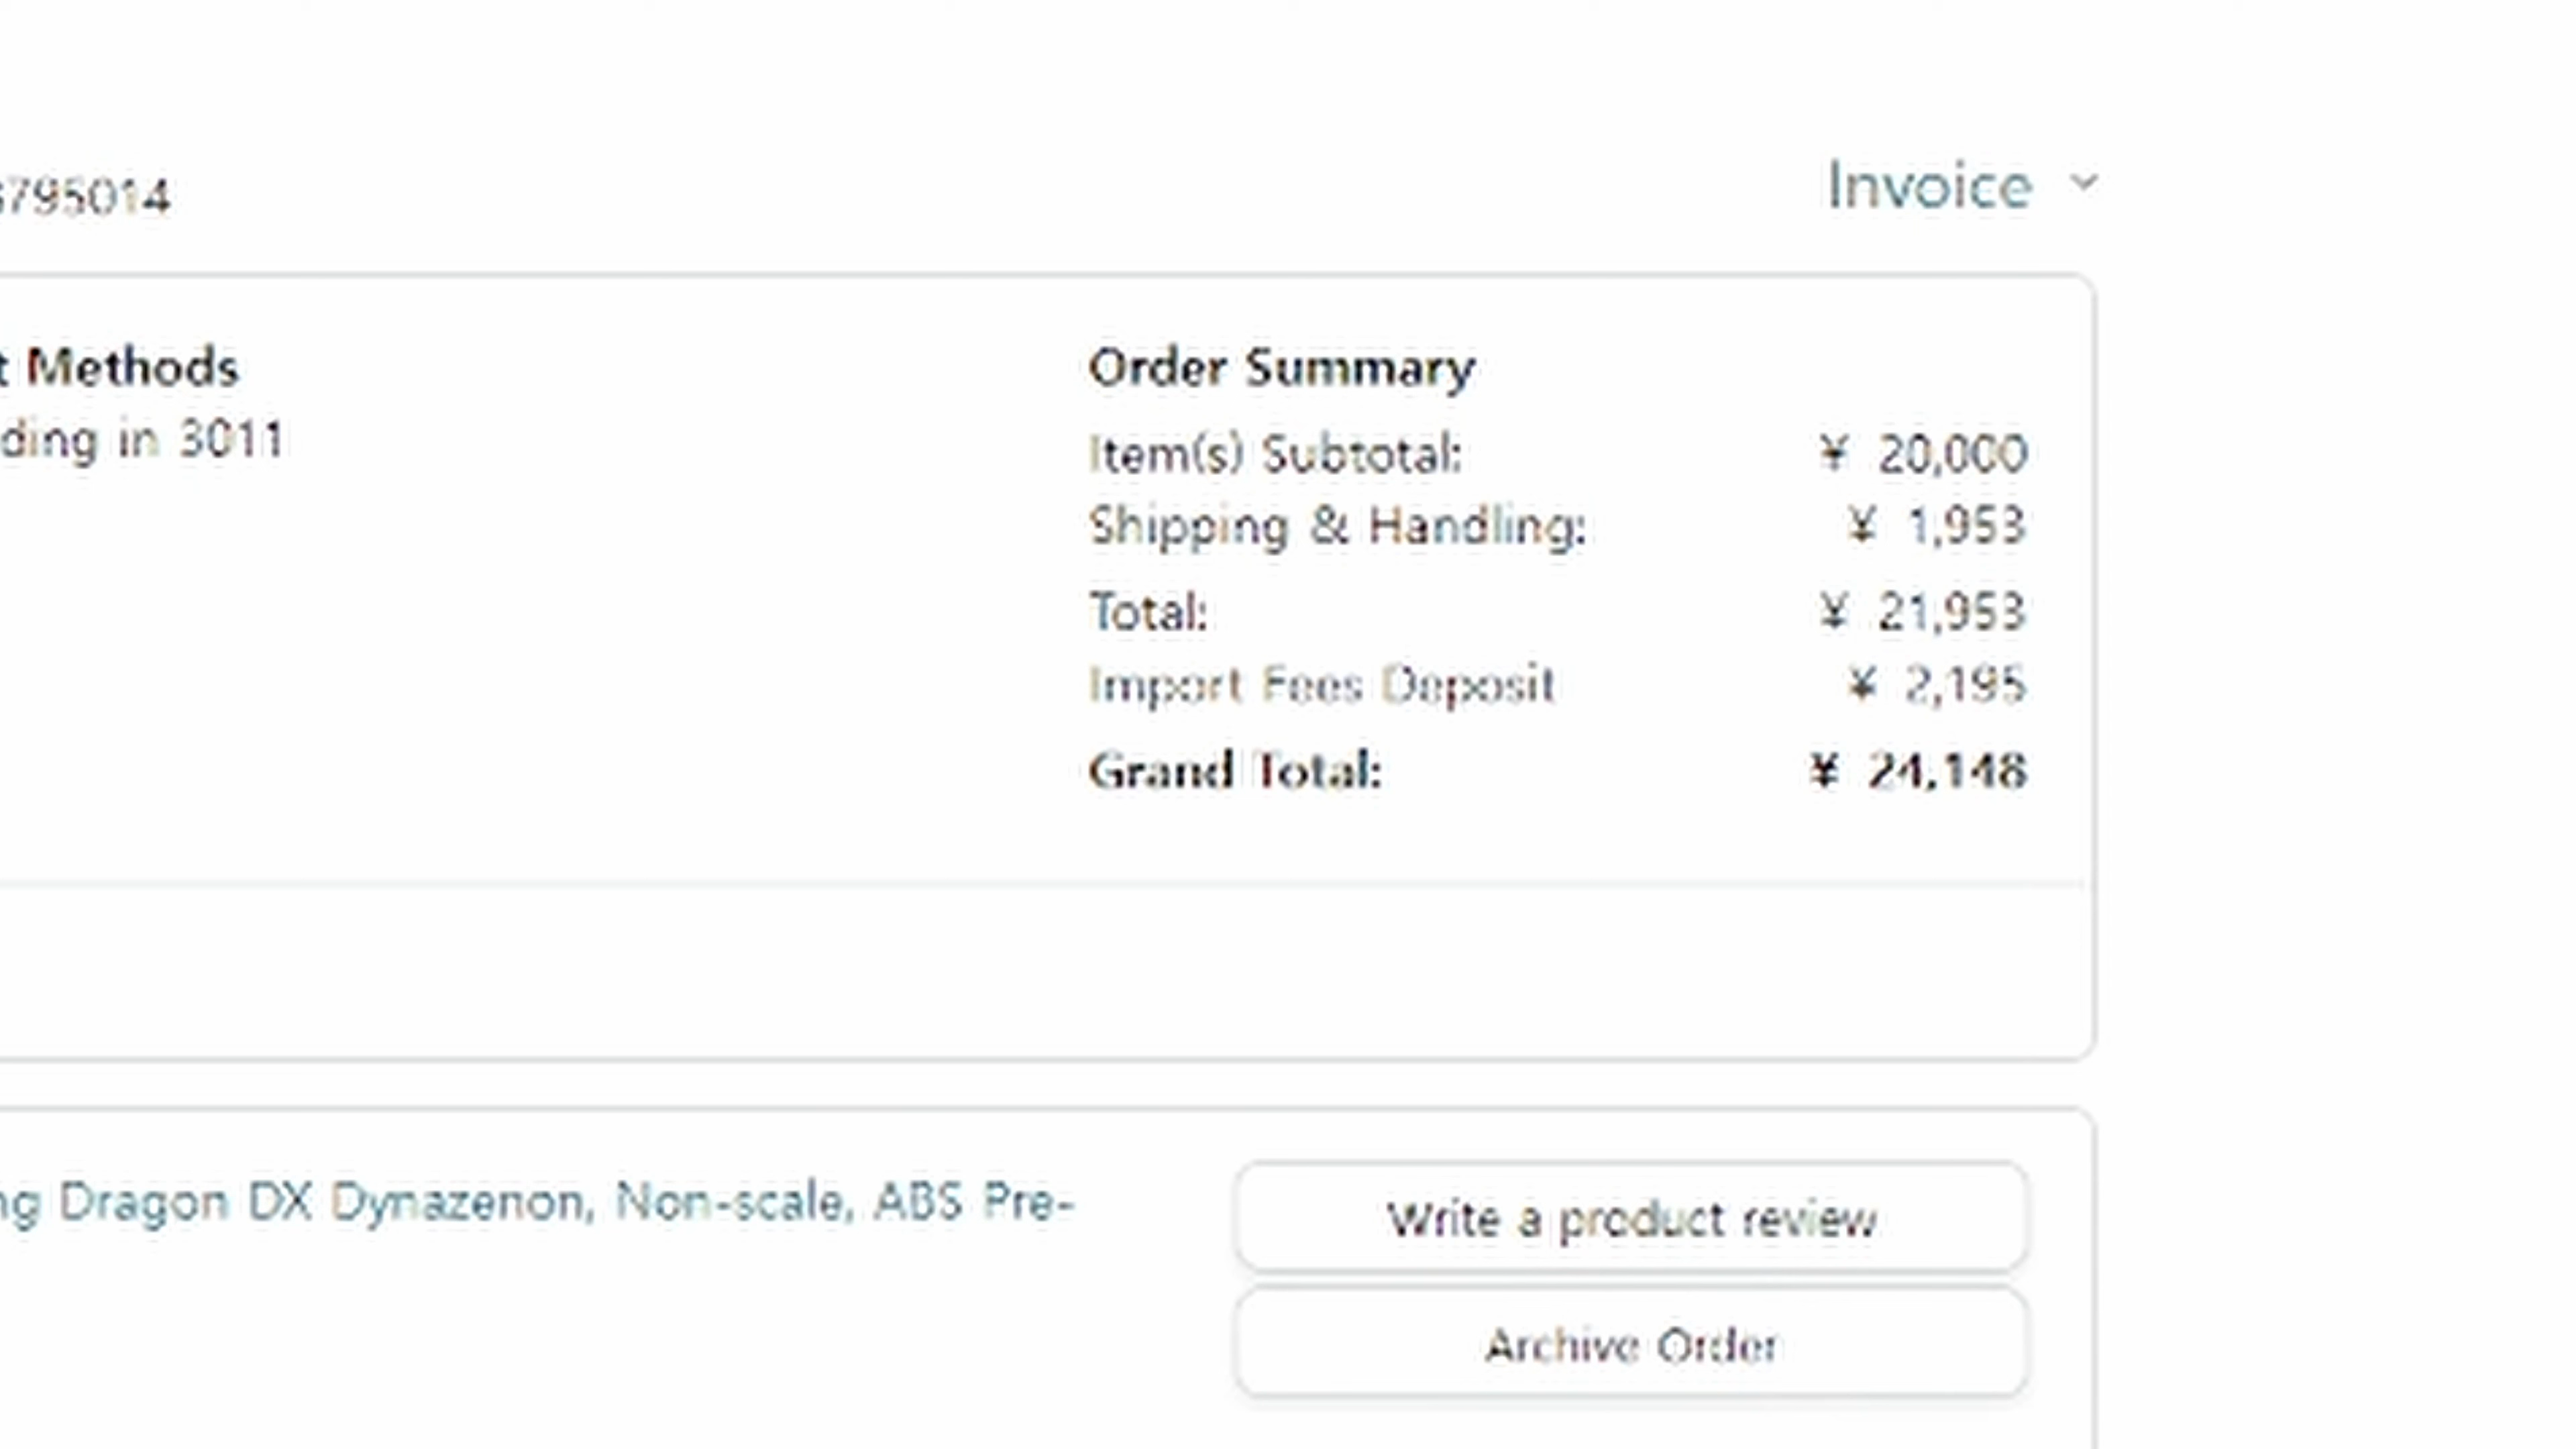 795014
Invoice
t Methods
ding in 3011
Order Summary
Item(s) Subtotal: ¥ 20,000
Shipping & Handling: ¥ 1,953
Total: ¥ 21,953
Import Fees Deposit ¥ 2,195
Grand Total: ¥ 24,148
ng Dragon DX Dynazenon, Non-scale, ABS Pre-
Write a product review
Archive Order